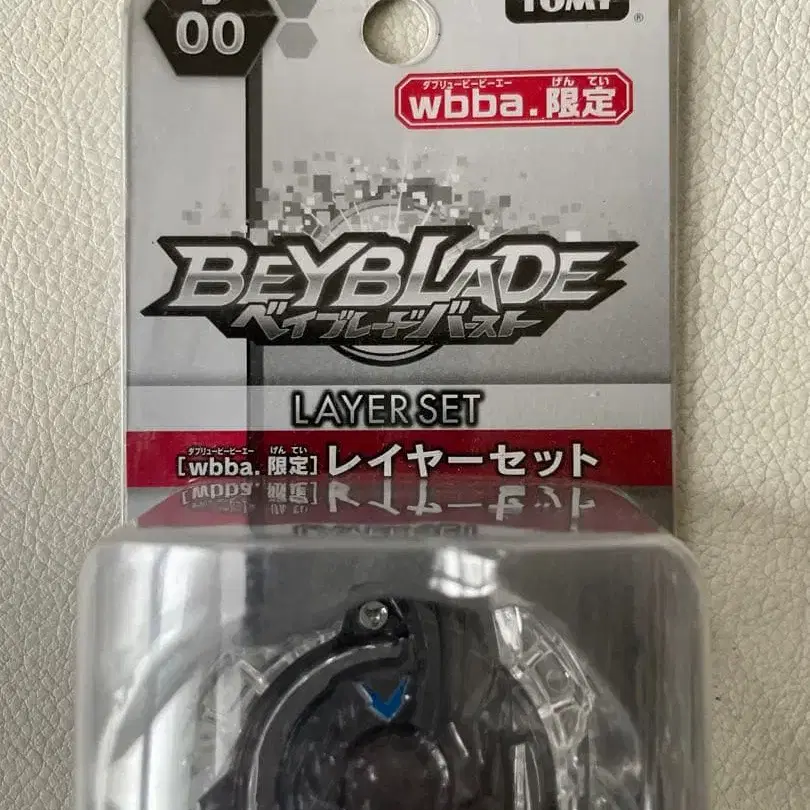 00
TOMY
®
ダブリュービービーエー げん てい
wbba. 限定
BEYBLADE
ベイブレードバースト
LAYER SET
ダブリュービービーエー げん てい
[wbba. 限定] レイヤーセット